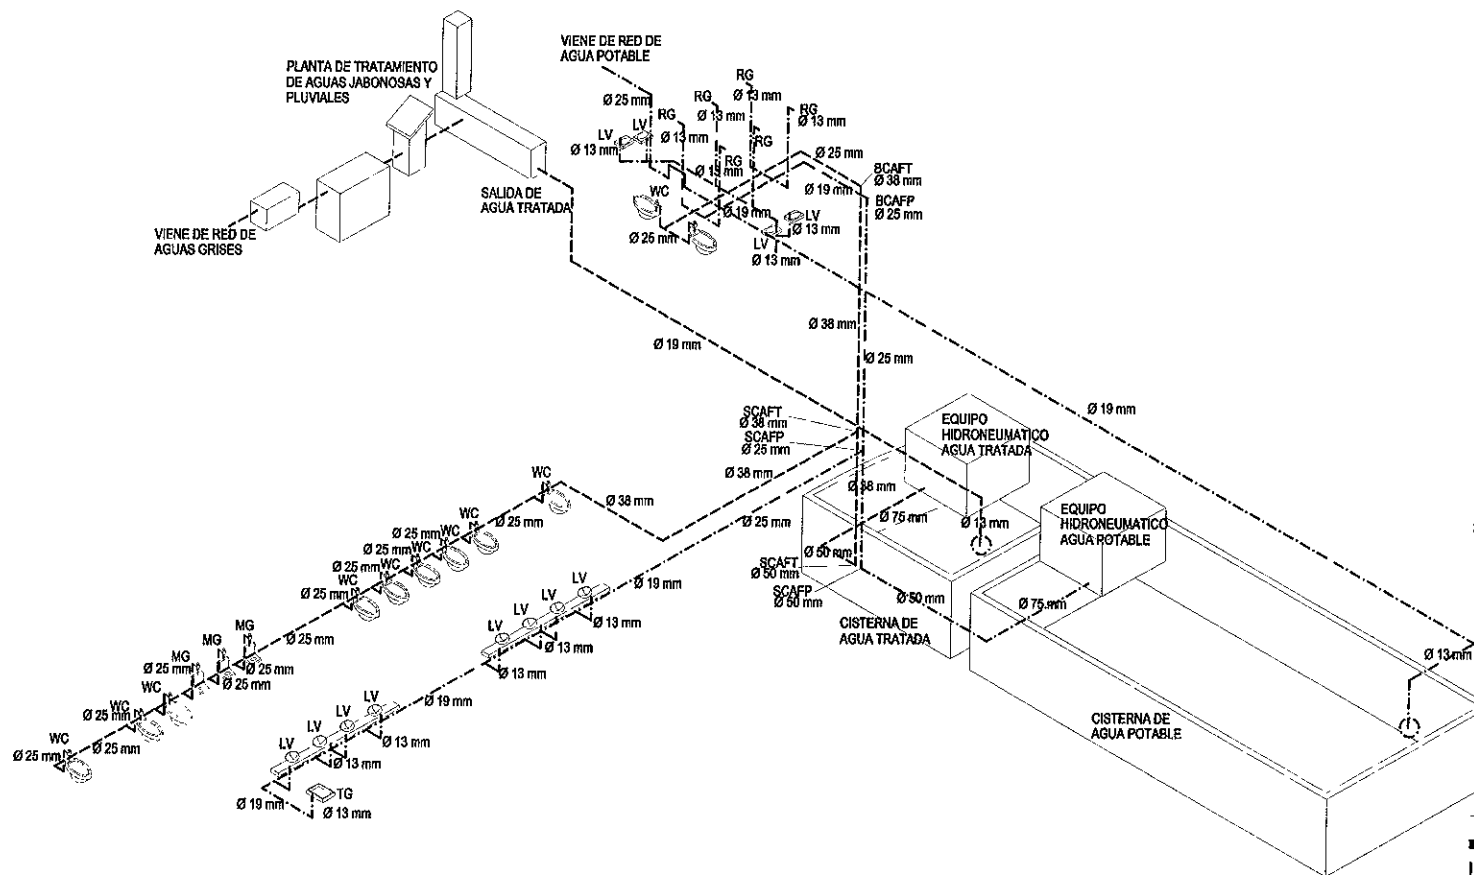 VIENE DE RED DE
AGUA POTABLE
PLANTA DE TRATAMIENTO
DE AGUAS JABONOSAS Y
PLUVIALES
Ø 25 mm
RG
Ø 13 mm
RG
Ø 13 mm
RG
Ø 13 mm
RG
Ø 13 mm
LV
LV
Ø 13 mm
RG
RG
Ø 13 mm
Ø 25 mm
SCAFT
Ø 38 mm
Ø 19 mm
BCAFP
Ø 25 mm
SALIDA DE
AGUA TRATADA
WC
Ø 19 mm
LV
Ø 13 mm
Ø 25 mm
LV
Ø 13 mm
VIENE DE RED DE
AGUAS GRISES
Ø 38 mm
Ø 19 mm
Ø 25 mm
Ø 19 mm
SCAFT
Ø 38 mm
SCAFP
Ø 25 mm
EQUIPO
HIDRONEUMATICO
AGUA TRATADA
Ø 38 mm
Ø 38 mm
WC
Ø 38 mm
Ø 25 mm
Ø 75 mm
Ø 13 mm
EQUIPO
HIDRONEUMATICO
AGUA POTABLE
WC
Ø 25 mm
WC
Ø 25 mm
WC
Ø 25 mm
WC
Ø 25 mm
WC
Ø 25 mm
Ø 25 mm
Ø 50 mm
SCAFT
Ø 50 mm
SCAFP
Ø 50 mm
Ø 50 mm
Ø 75 mm
Ø 19 mm
LV
LV
LV
LV
Ø 13 mm
Ø 13 mm
Ø 13 mm
CISTERNA DE
AGUA TRATADA
MG
MG
MG
Ø 25 mm
Ø 25 mm
Ø 25 mm
WC
WC
Ø 25 mm
Ø 25 mm
WC
Ø 25 mm
Ø 19 mm
LV
LV
LV
LV
Ø 13 mm
Ø 13 mm
Ø 19 mm
TG
Ø 13 mm
Ø 13 mm
CISTERNA DE
AGUA POTABLE